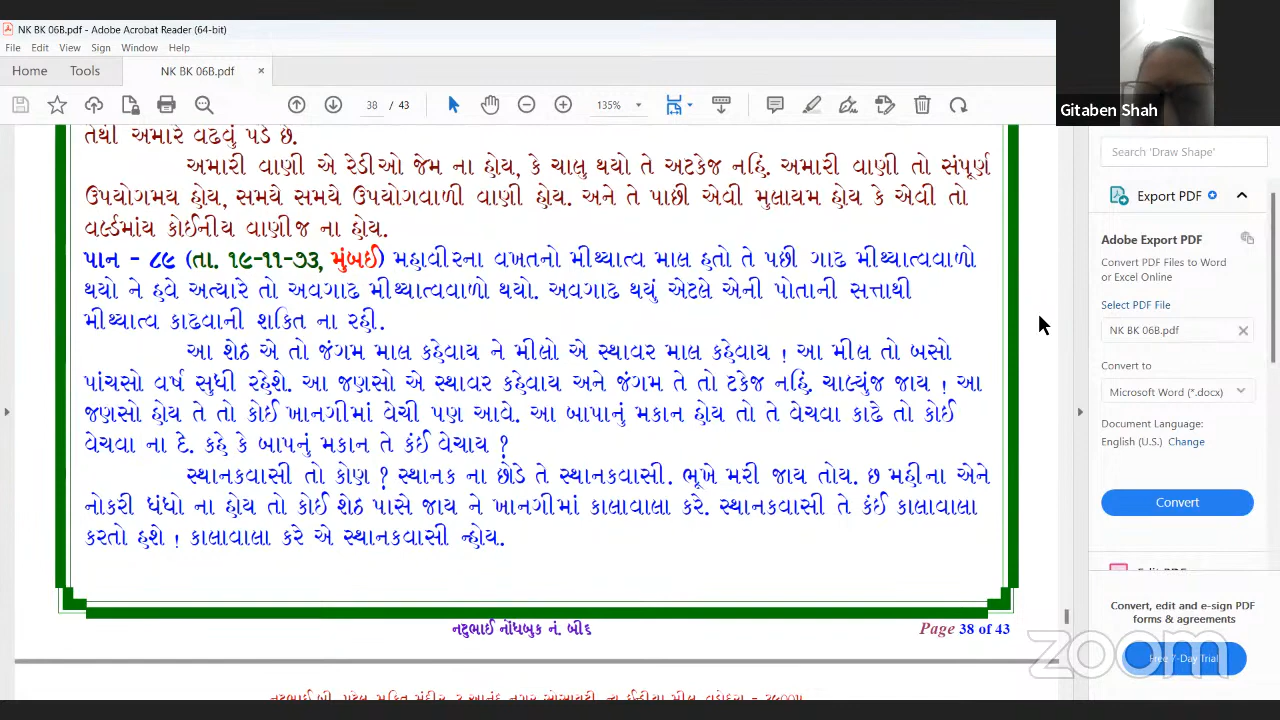 NK BK 06B.pdf - Adobe Acrobat Reader (64-bit)
File Edit View Sign Window Help
Home Tools NK BK 06B.pdf ×
38 / 43 135%
Gitaben Shah
તેથી અમારે વઢવું પડે છે.
અમારી વાણી એ રેડીઓ જેમ ના હોય, કે ચાલુ થયો તે અટકેજ નહિં. અમારી વાણી તો સંપૂર્ણ
ઉપયોગમય હોય, સમયે સમયે ઉપયોગવાળી વાણી હોય. અને તે પાછી એવી મુલાયમ હોય કે એવી તો
વર્લ્ડમાંય કોઈનીય વાણીજ ના હોય.
પાન - ૮૯ (તા. ૧૯-૧૧-૭૩, મુંબઈ) મહાવીરના વખતનો મીથ્યાત્વ માલ હતો તે પછી ગાઢ મીથ્યાત્વવાળો
થયો ને હવે અત્યારે તો અવગાઢ મીથ્યાત્વવાળો થયો. અવગાઢ થયું એટલે એની પોતાની સત્તાથી
મીથ્યાત્વ કાઢવાની શકિત ના રહી.
આ શેઠ એ તો જંગમ માલ કહેવાય ને મીલો એ સ્થાવર માલ કહેવાય ! આ મીલ તો બસો
પાંચસો વર્ષ સુધી રહેશે. આ જણસો એ સ્થાવર કહેવાય અને જંગમ તે તો ટકેજ નહિં. ચાલ્યુંજ જાય ! આ
જણસો હોય તે તો કોઈ ખાનગીમાં વેચી પણ આવે. આ બાપાનું મકાન હોય તો તે વેચવા કાઢે તો કોઈ
વેચવા ના દે. કહે કે બાપનું મકાન તે કંઈ વેચાય ?
સ્થાનકવાસી તો કોણ ? સ્થાનક ના છોડે તે સ્થાનકવાસી. ભૂખે મરી જાય તોય. છ મહીના એને
નોકરી ધંધો ના હોય તો કોઈ શેઠ પાસે જાય ને ખાનગીમાં કાલાવાલા કરે. સ્થાનકવાસી તે કંઈ કાલાવાલા
કરતો હશે ! કાલાવાલા કરે એ સ્થાનકવાસી ન્હોય.
નટુભાઈ નોંધબુક નં. બી૬
Page 38 of 43
Search 'Draw Shape'
Export PDF
Adobe Export PDF
Convert PDF Files to Word
or Excel Online
Select PDF File
NK BK 06B.pdf ×
Convert to
Microsoft Word (*.docx)
Document Language:
English (U.S.) Change
Convert
Convert, edit and e-sign PDF
forms & agreements
Free 7-Day Trial
zoom